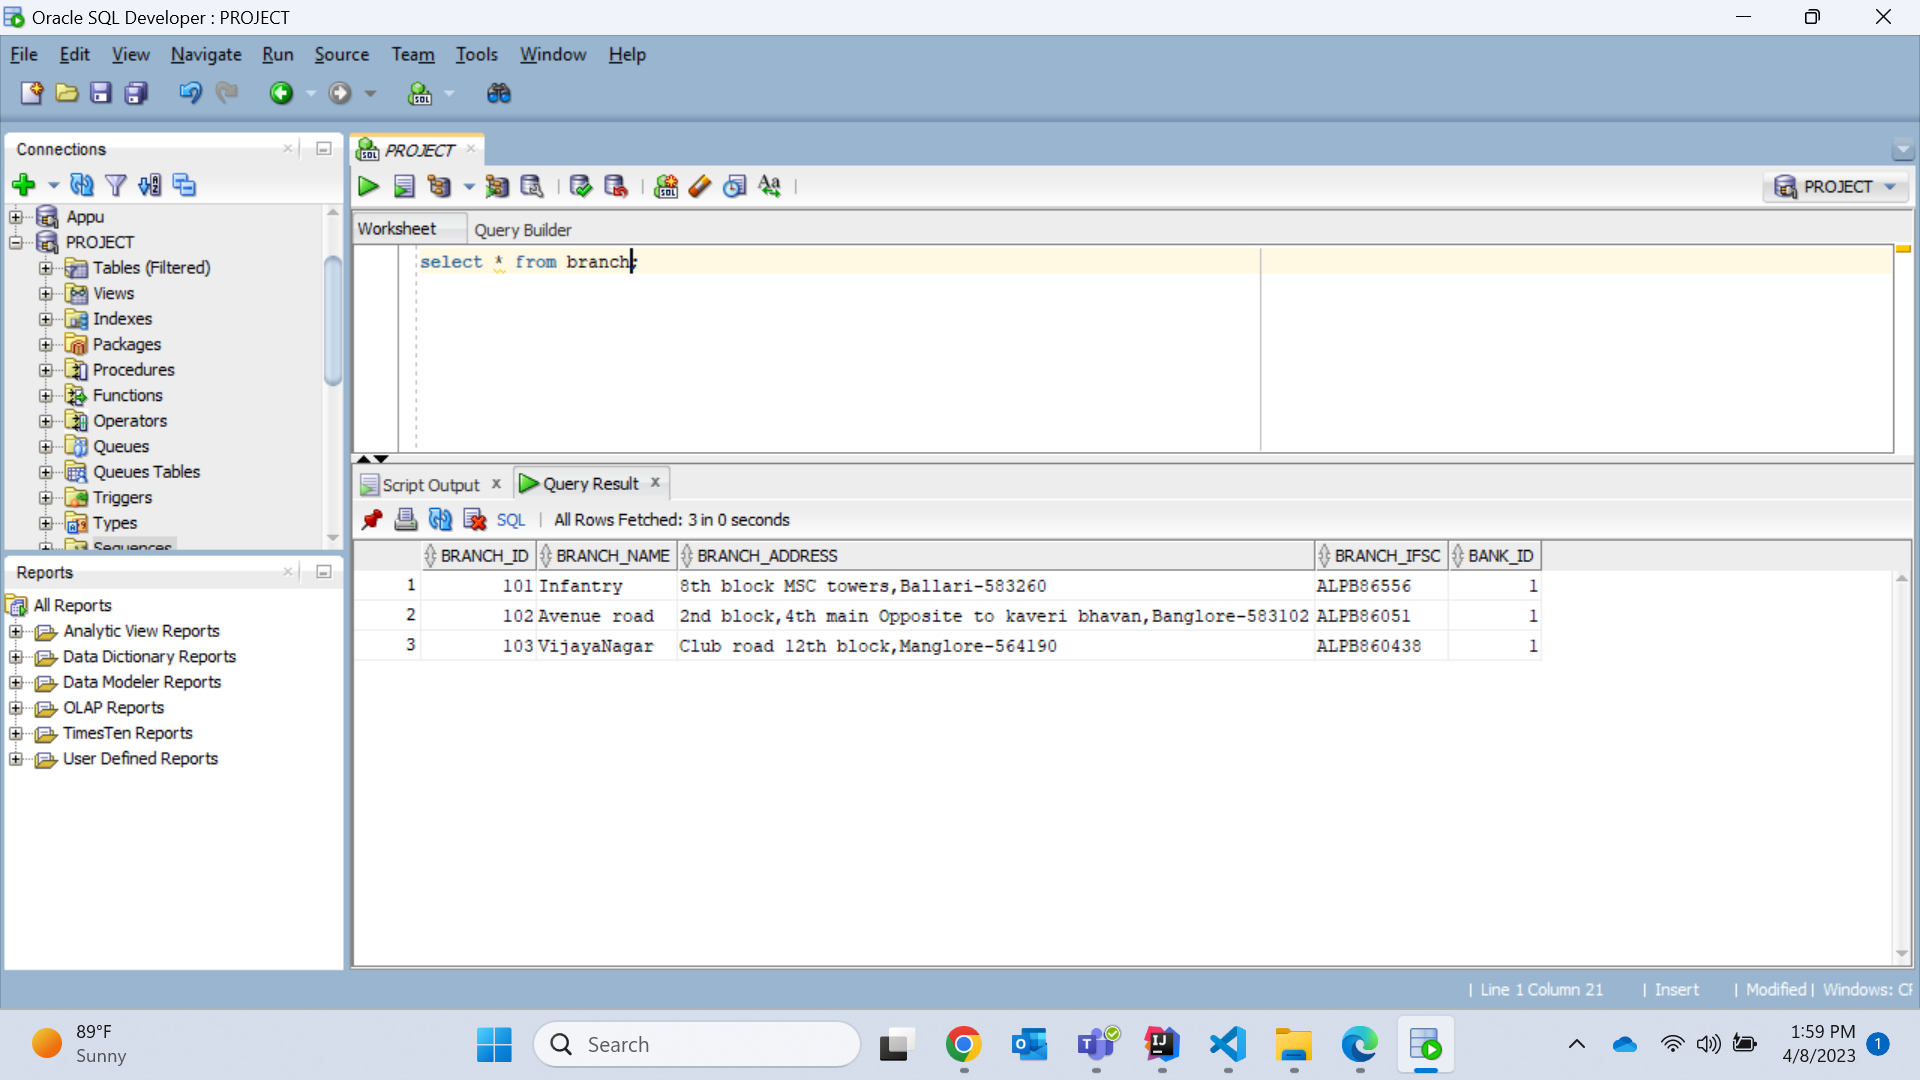 Oracle SQL Developer : PROJECT
File Edit View Navigate Run Source Team Tools Window Help
SQL
Connections
Appu
PROJECT
Tables (Filtered)
Views
Indexes
Packages
Procedures
Functions
Operators
Queues
Queues Tables
Triggers
Types
Sequences
Reports
All Reports
Analytic View Reports
Data Dictionary Reports
Data Modeler Reports
OLAP Reports
TimesTen Reports
User Defined Reports
SQL PROJECT
SQL Aa PROJECT
Worksheet Query Builder
select * from branch;
Script Output Query Result
SQL All Rows Fetched: 3 in 0 seconds
BRANCH_ID BRANCH_NAME BRANCH_ADDRESS BRANCH_IFSC BANK_ID
1 101 Infantry 8th block MSC towers,Ballari-583260 ALPB86556 1
2 102 Avenue road 2nd block,4th main Opposite to kaveri bhavan,Banglore-583102 ALPB86051 1
3 103 VijayaNagar Club road 12th block,Manglore-564190 ALPB860438 1
Line 1 Column 21 Insert Modified Windows:
89°F
Sunny
Search
1:59 PM
4/8/2023
1